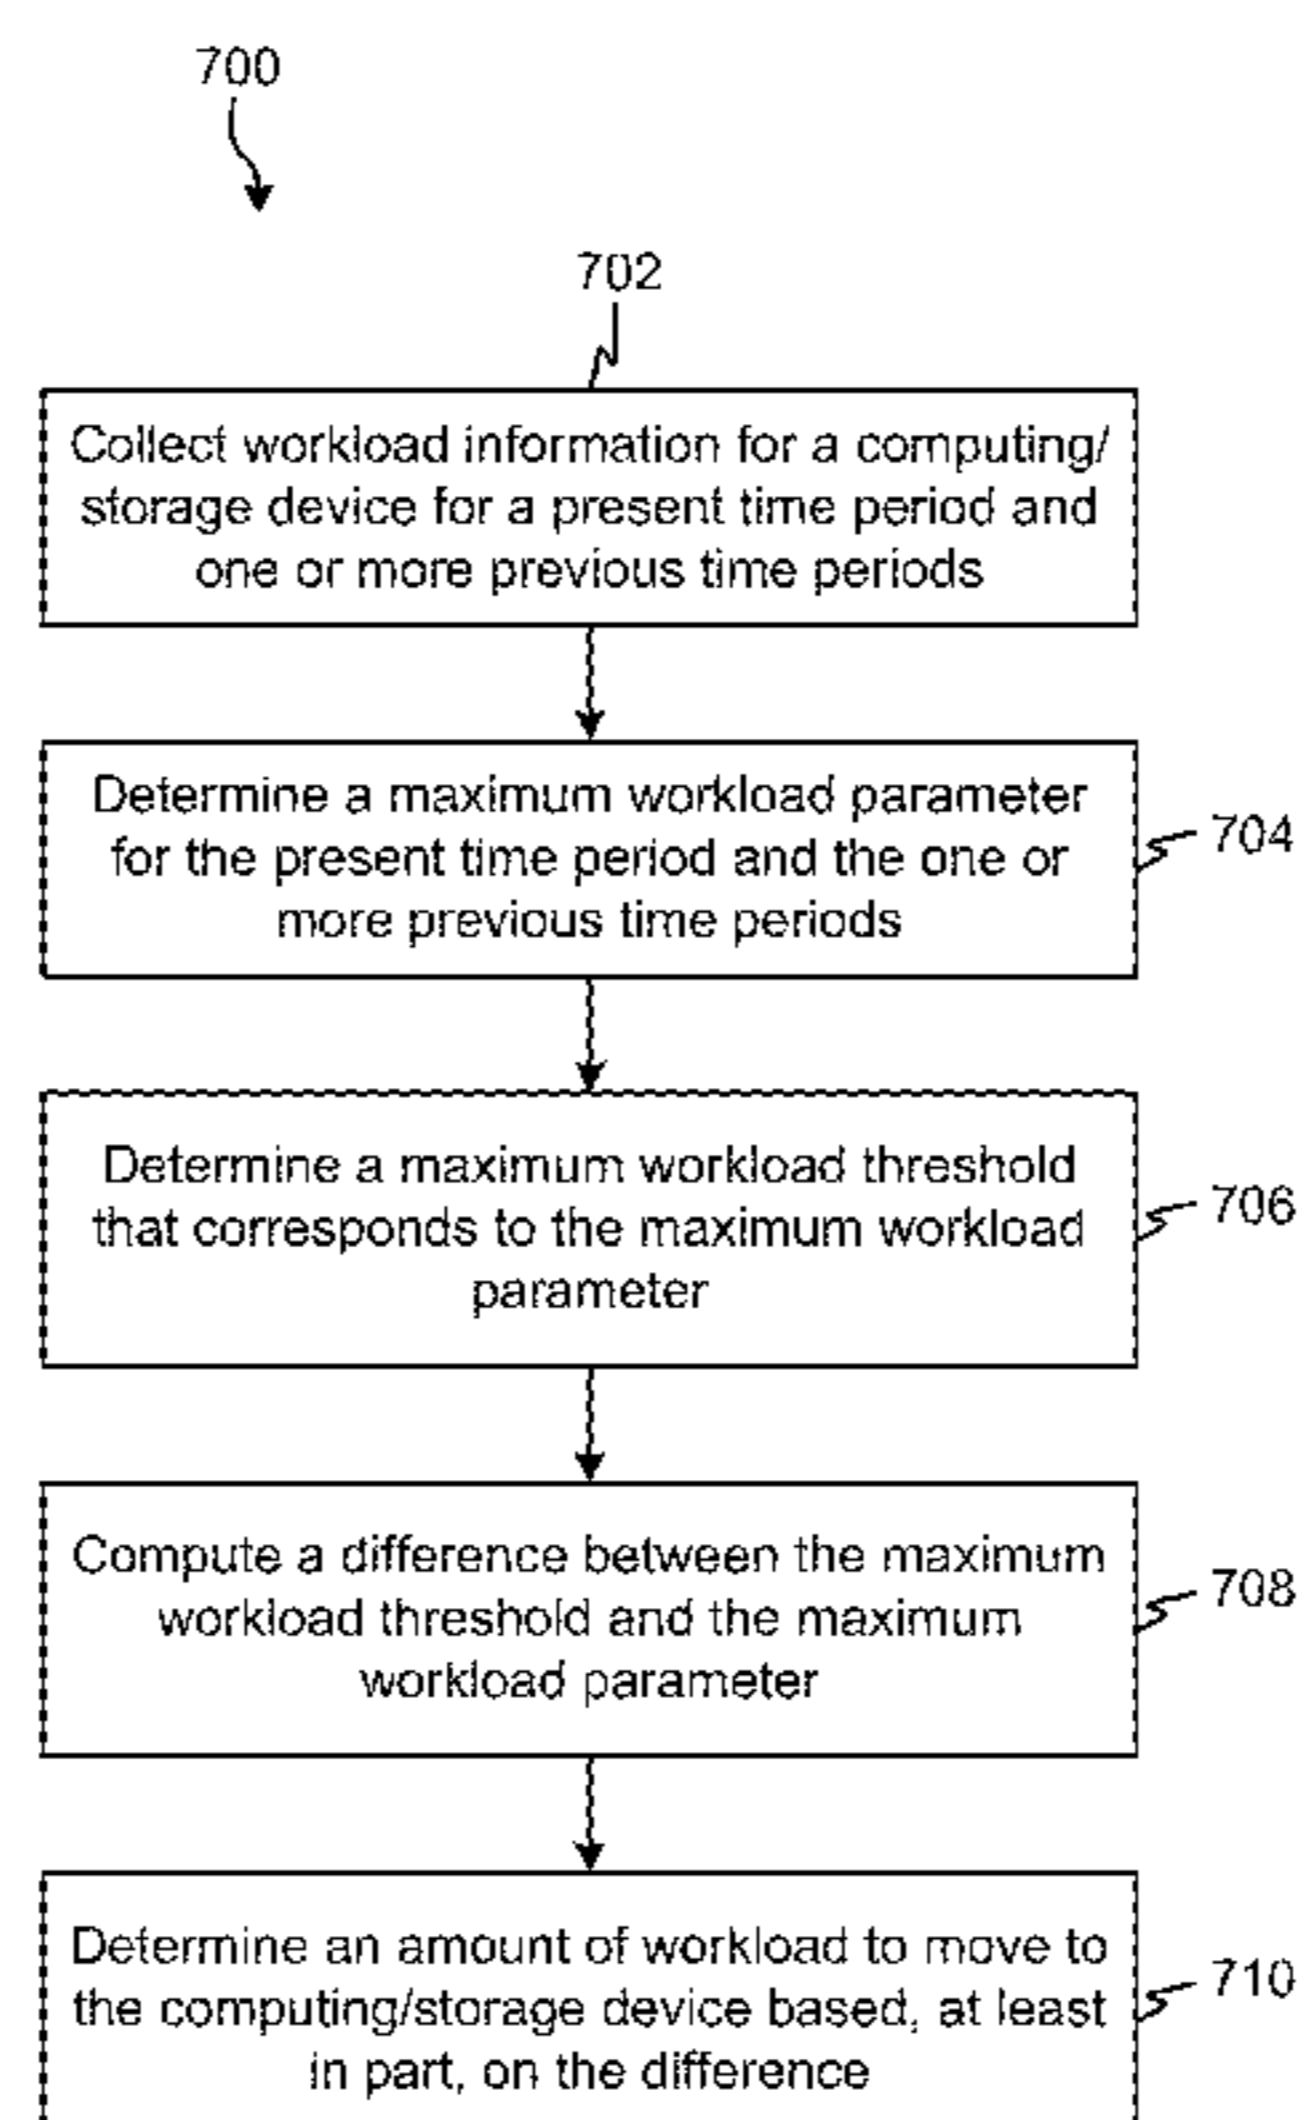 700
702
Collect workload information for a computing/
storage device for a present time period and
one or more previous time periods
Determine a maximum workload parameter
for the present time period and the one or
more previous time periods
704
Determine a maximum workload threshold
that corresponds to the maximum workload
parameter
706
Compute a difference between the maximum
workload threshold and the maximum
workload parameter
708
Determine an amount of workload to move to
the computing/storage device based, at least
in part, on the difference
710